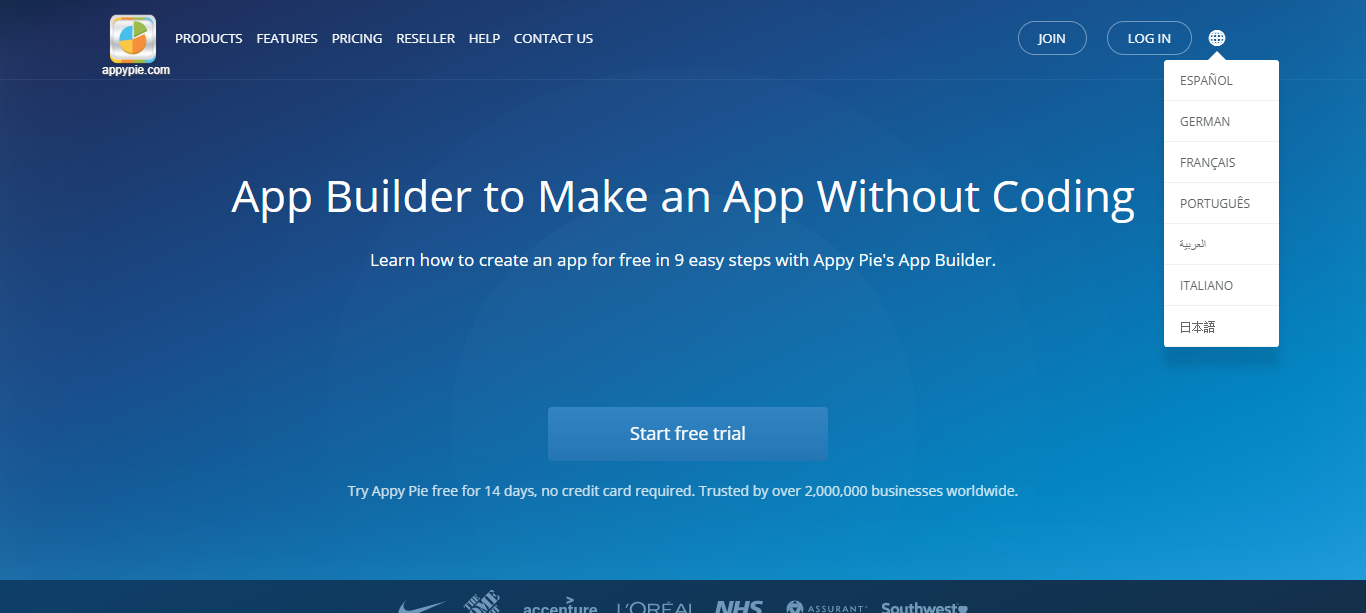 appypie.com
PRODUCTS FEATURES PRICING RESELLER HELP CONTACT US
JOIN
LOG IN
ESPAÑOL
GERMAN
FRANÇAIS
PORTUGUÊS
العربية
ITALIANO
日本語
App Builder to Make an App Without Coding
Learn how to create an app for free in 9 easy steps with Appy Pie's App Builder.
Start free trial
Try Appy Pie free for 14 days, no credit card required. Trusted by over 2,000,000 businesses worldwide.
THE HOME accenture L'ORÉAL NHS ASSURANT Southwest